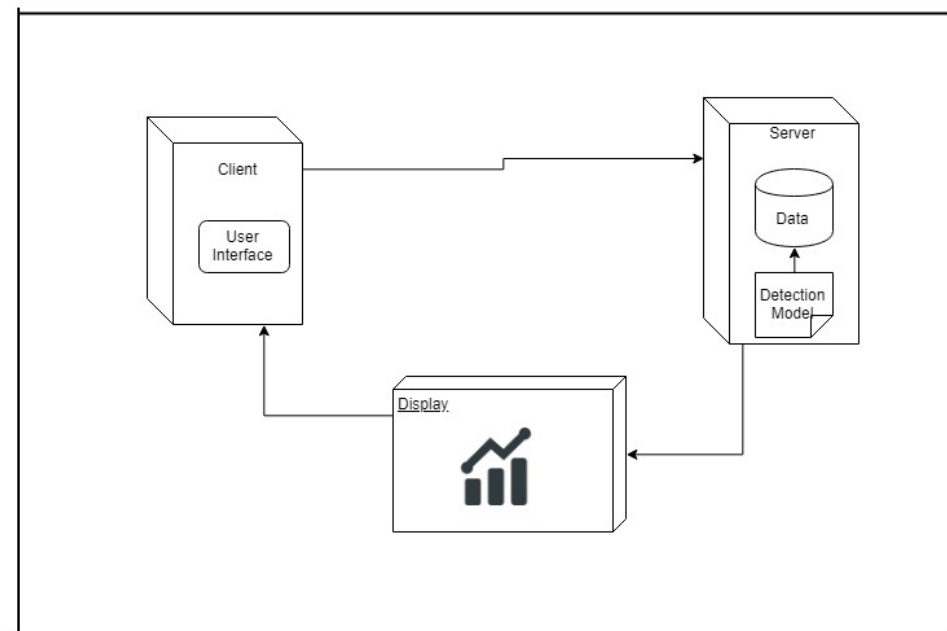 Client
User
Interface
Server
Data
Detection
Model
Display